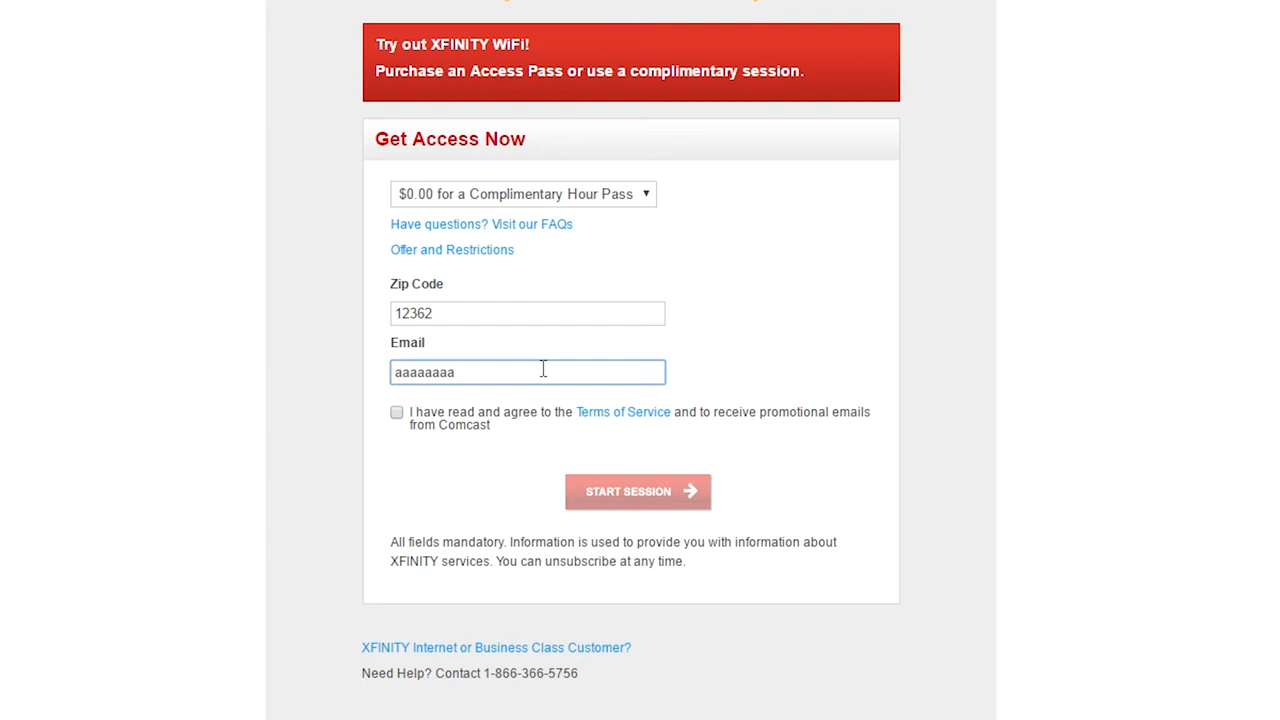 Try out XFINITY WiFi!
Purchase an Access Pass or use a complimentary session.
Get Access Now
$0.00 for a Complimentary Hour Pass
Have questions? Visit our FAQs
Offer and Restrictions
Zip Code
12362
Email
aaaaaaaa
I have read and agree to the Terms of Service and to receive promotional emails
from Comcast
START SESSION
All fields mandatory. Information is used to provide you with information about
XFINITY services. You can unsubscribe at any time.
XFINITY Internet or Business Class Customer?
Need Help? Contact 1-866-366-5756